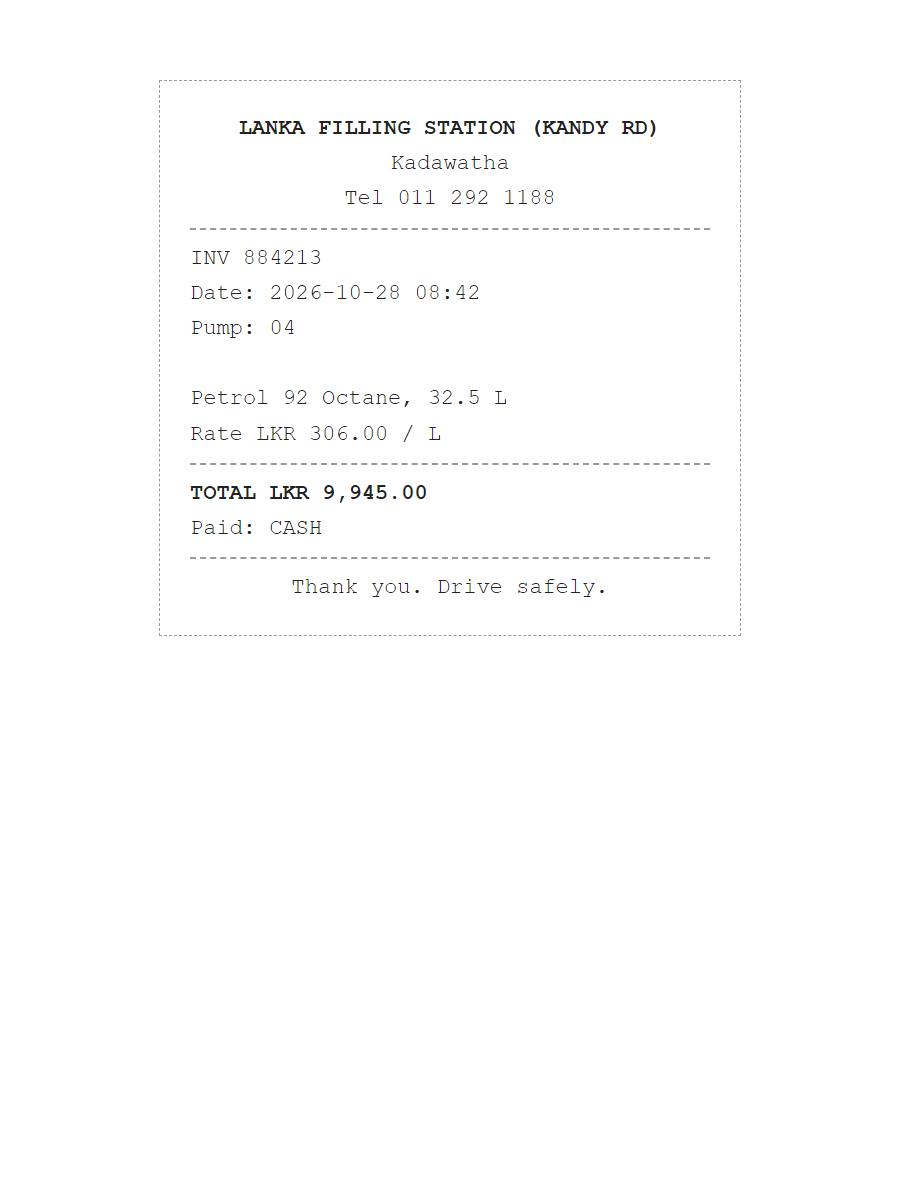 LANKA FILLING STATION (KANDY RD)
Kadawatha
Tel 011 292 1188
INV 884213
Date: 2026-10-28 08:42
Pump: 04
Petrol 92 Octane, 32.5 L
Rate LKR 306.00 / L
TOTAL LKR 9,945.00
Paid: CASH
Thank you. Drive safely.